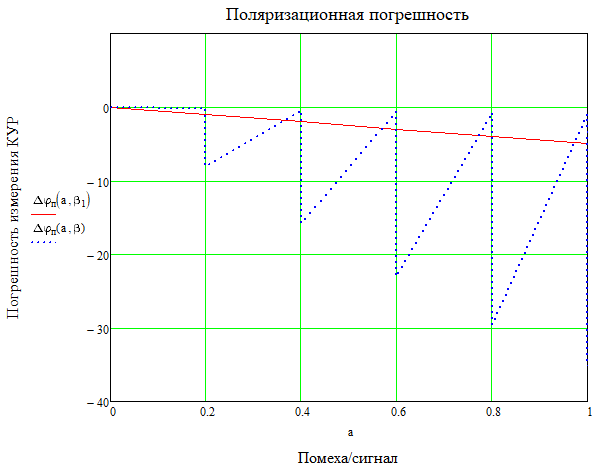 Поляризационная погрешность
Погрешность измерения КУР
Δφп(a, β1)
Δφп(a, β)
0
− 10
− 20
− 30
− 40
0
0.2
0.4
0.6
0.8
1
a
Помеха/сигнал